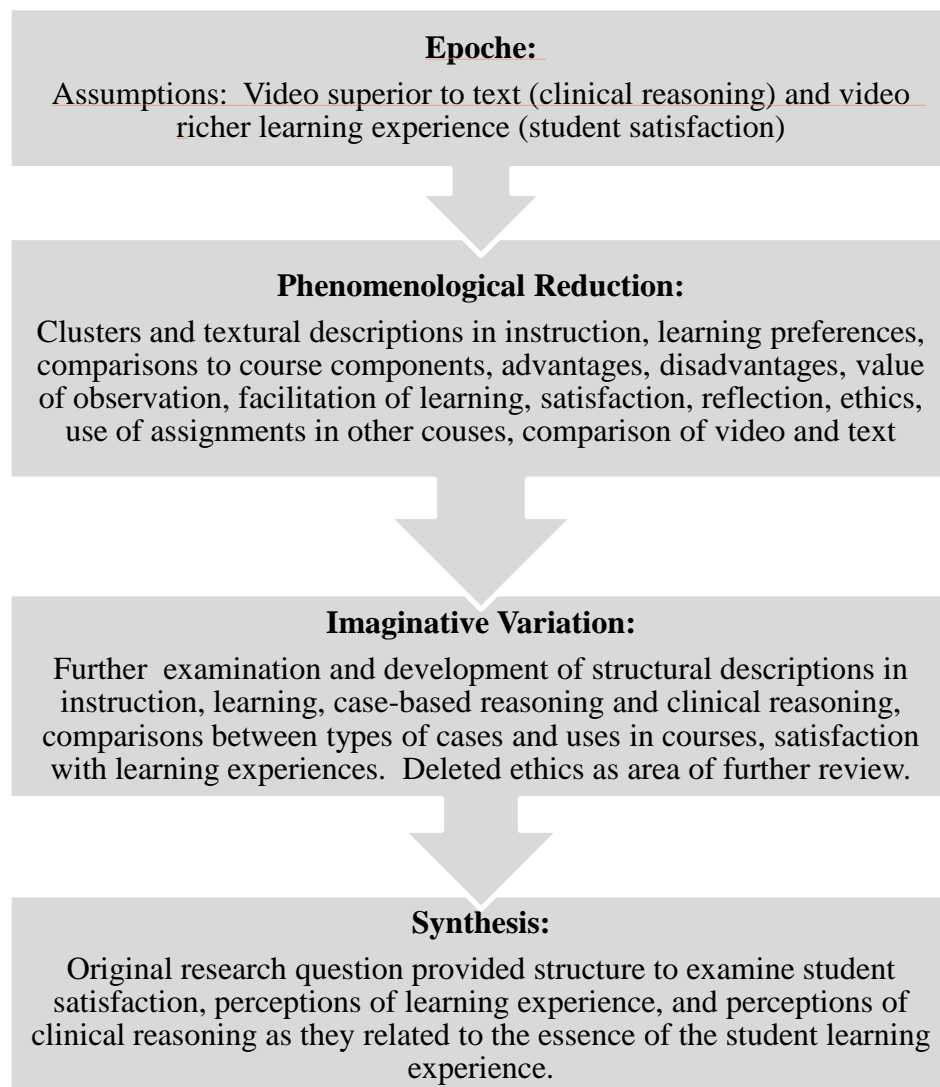 Epoche:
Assumptions:  Video superior to text (clinical reasoning) and video
richer learning experience (student satisfaction)
Phenomenological Reduction:
Clusters and textural descriptions in instruction, learning preferences,
comparisons to course components, advantages, disadvantages, value
of observation, facilitation of learning, satisfaction, reflection, ethics,
use of assignments in other couses, comparison of video and text
Imaginative Variation:
Further  examination and development of structural descriptions in
instruction, learning, case-based reasoning and clinical reasoning,
comparisons between types of cases and uses in courses, satisfaction
with learning experiences.  Deleted ethics as area of further review.
Synthesis:
Original research question provided structure to examine student
satisfaction, perceptions of learning experience, and perceptions of
clinical reasoning as they related to the essence of the student learning
experience.